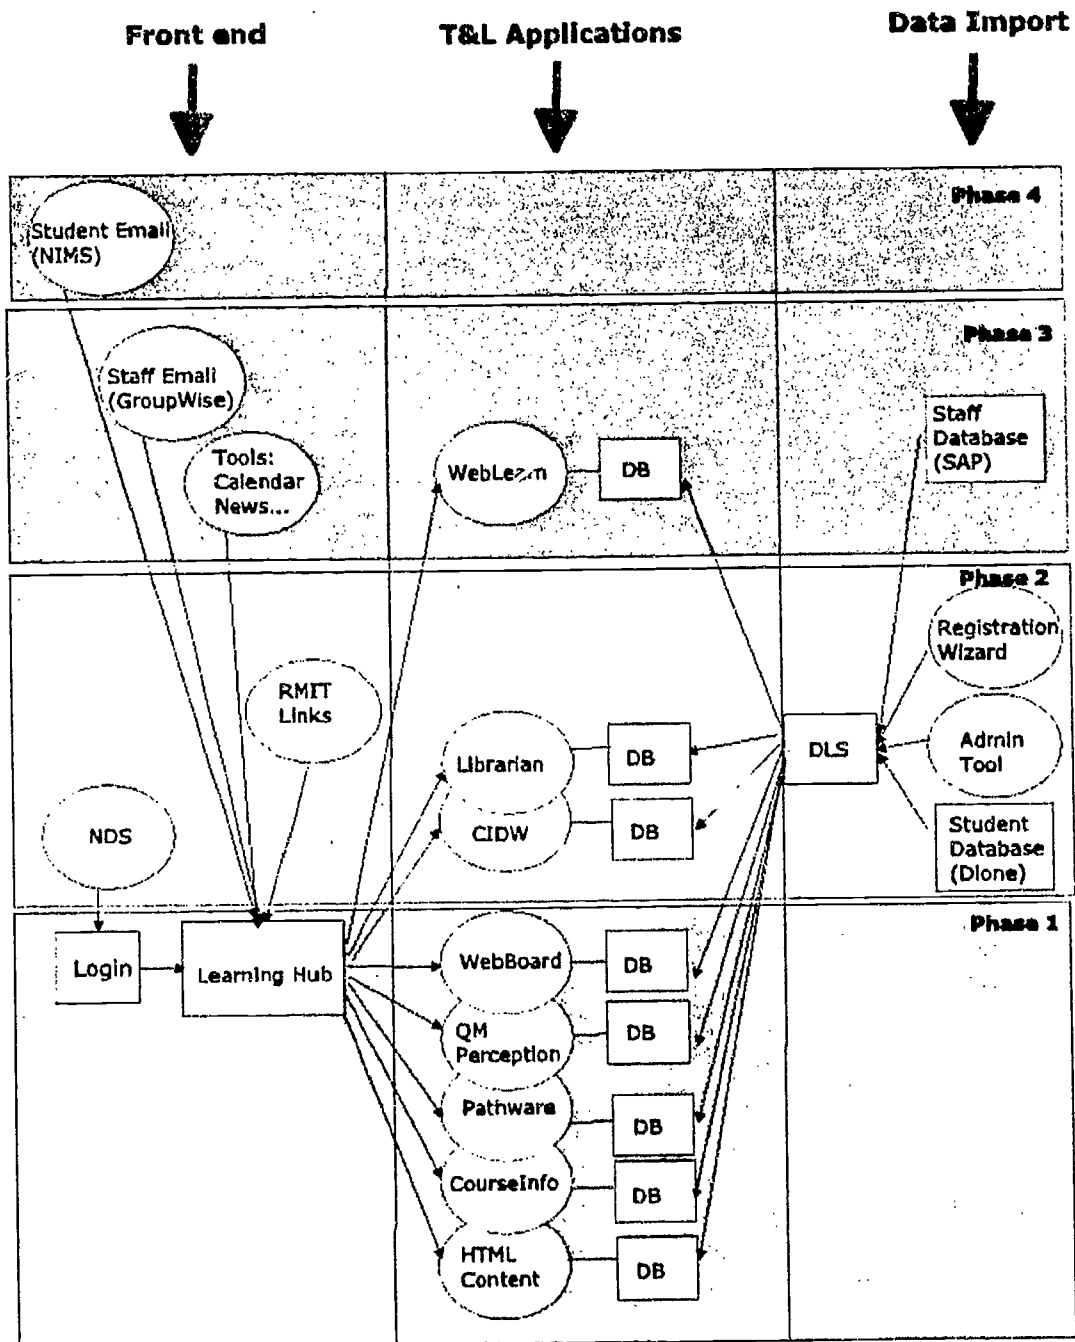 Front end
T&L Applications
Data Import
Phase 4
Student Email
(NIMS)
Phase 3
Staff Email
(GroupWise)
Tools:
Calendar
News...
WebLearn
DB
Staff
Database
(SAP)
Phase 2
Registration
Wizard
RMIT
Links
Librarian
DB
DLS
Admin
Tool
NDS
CIDW
DB
Student
Database
(DIone)
Phase 1
Login
Learning Hub
WebBoard
DB
QM
Perception
DB
Pathware
DB
CourseInfo
DB
HTML
Content
DB